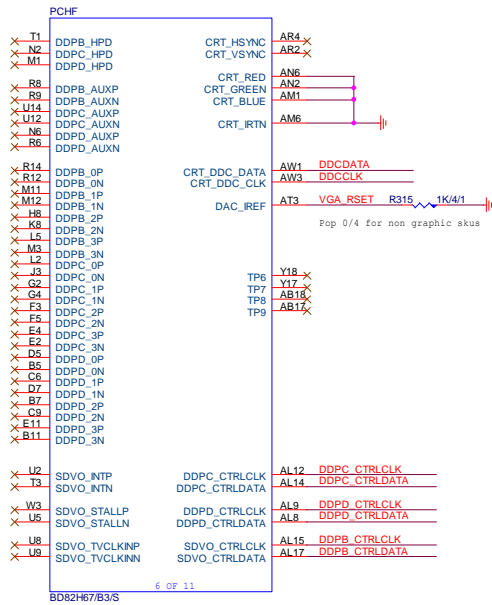 PCHF
T1 DDPB_HPD
N2 DDPC_HPD
M1 DDPD_HPD
R8 DDPB_AUXP
R9 DDPB_AUXN
U14 DDPC_AUXP
U12 DDPC_AUXN
N6 DDPD_AUXP
R6 DDPD_AUXN
R14 DDPB_0P
R12 DDPB_0N
M11 DDPB_1P
M12 DDPB_1N
H8 DDPB_2P
K8 DDPB_2N
L5 DDPB_3P
M3 DDPB_3N
L2 DDPC_0P
J3 DDPC_0N
G2 DDPC_1P
G4 DDPC_1N
F3 DDPC_2P
F5 DDPC_2N
E4 DDPC_3P
E2 DDPC_3N
D5 DDPD_0P
B5 DDPD_0N
C6 DDPD_1P
D7 DDPD_1N
B7 DDPD_2P
C9 DDPD_2N
E11 DDPD_3P
B11 DDPD_3N
U2 SDVO_INTP
T3 SDVO_INTN
W3 SDVO_STALLP
U5 SDVO_STALLN
U8 SDVO_TVCLKINP
U9 SDVO_TVCLKINN
CRT_HSYNC AR4
CRT_VSYNC AR2
CRT_RED AN6
CRT_GREEN AN2
CRT_BLUE AM1
CRT_IRTN AM6
CRT_DDC_DATA AW1 DDCDATA
CRT_DDC_CLK AW3 DDCCLK
DAC_IREF AT3 VGA_RSET R315 1K/4/1
Pop 0/4 for non graphic skus
TP6 Y18
TP7 Y17
TP8 AB18
TP9 AB17
DDPC_CTRLCLK AL12 DDPC_CTRLCLK
DDPC_CTRLDATA AL14 DDPC_CTRLDATA
DDPD_CTRLCLK AL9 DDPD_CTRLCLK
DDPD_CTRLDATA AL8 DDPD_CTRLDATA
SDVO_CTRLCLK AL15 DDPB_CTRLCLK
SDVO_CTRLDATA AL17 DDPB_CTRLDATA
6 OF 11
BD82H67/B3/S